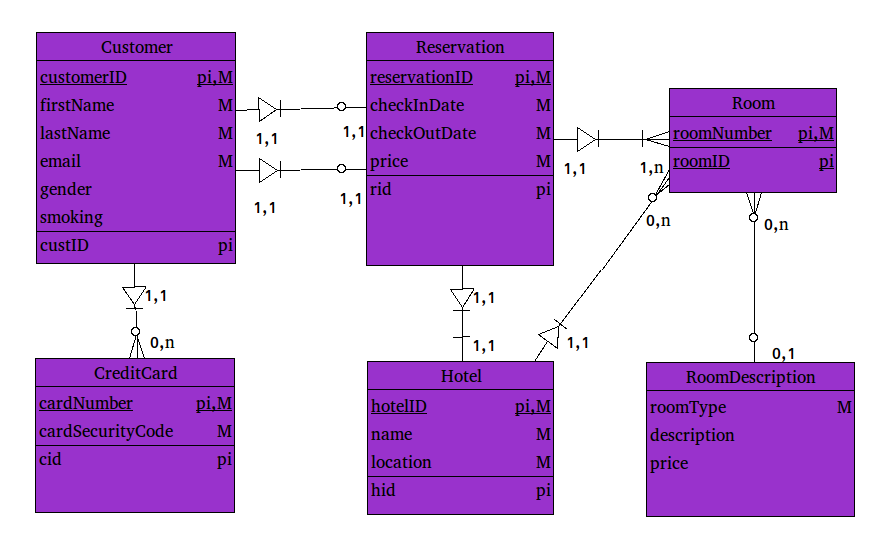 Customer
customerID pi,M
firstName M
lastName M
email M
gender
smoking
custID pi
1,1
1,1
1,1
1,1
Reservation
reservationID pi,M
checkInDate M
checkOutDate M
price M
rid pi
1,1
1,n
Room
roomNumber pi,M
roomID pi
0,n
0,n
1,1
0,n
1,1
1,1
1,1
0,1
CreditCard
cardNumber pi,M
cardSecurityCode M
cid pi
Hotel
hotelID pi,M
name M
location M
hid pi
RoomDescription
roomType M
description
price